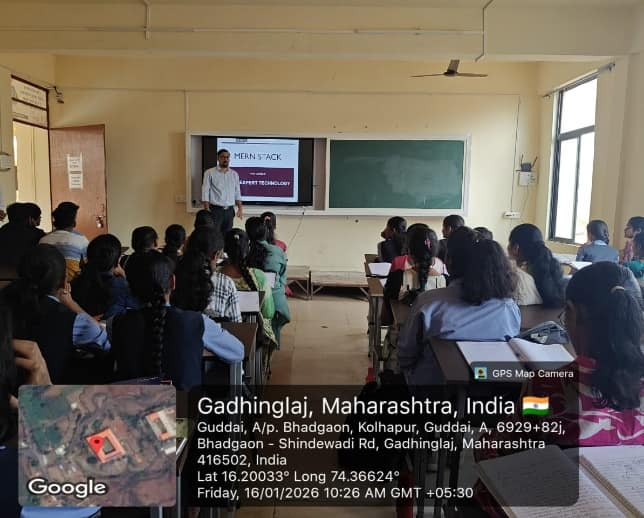 MERN STACK
EXPERT TECHNOLOGY
GPS Map Camera
Gadhinglaj, Maharashtra, India
Guddai, A/p. Bhadgaon, Kolhapur, Guddai, A, 6929+82j,
Bhadgaon - Shindewadi Rd, Gadhinglaj, Maharashtra
416502, India
Lat 16.20033° Long 74.36624°
Friday, 16/01/2026 10:26 AM GMT +05:30
Google